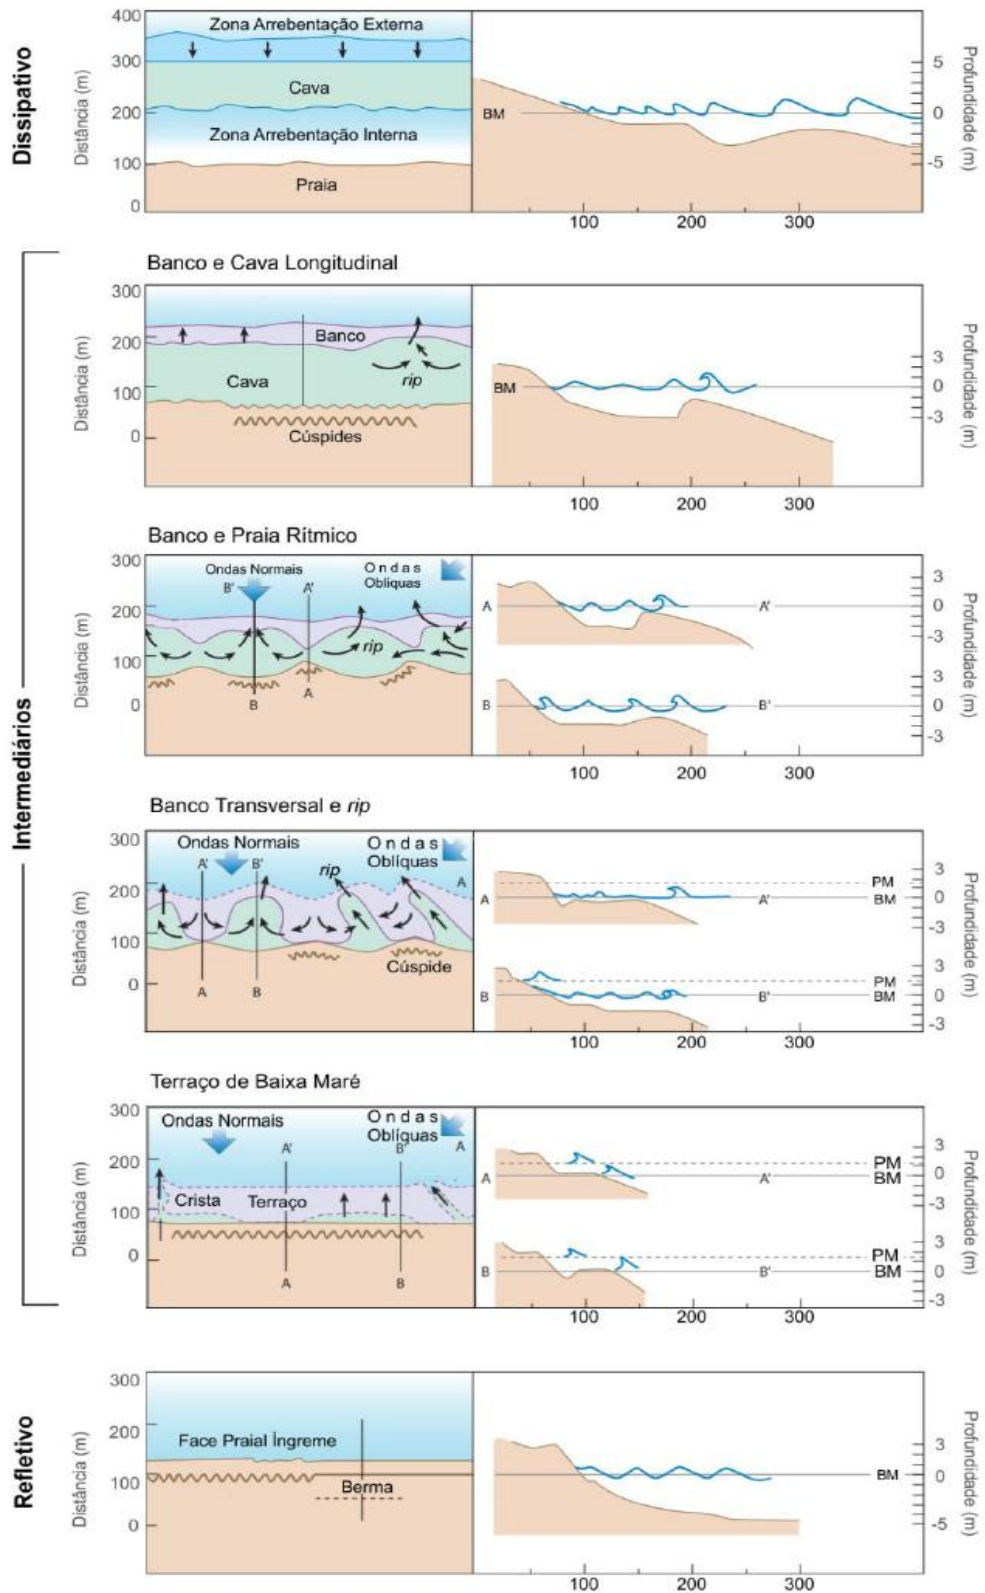 Dissipativo
Distância (m)
400
300
200
100
0
Zona Arrebentação Externa
Cava
Zona Arrebentação Interna
Praia
BM
5
0
-5
Profundidade (m)
100
200
300
Intermediários
Banco e Cava Longitudinal
Distância (m)
300
200
100
0
Banco
Cava
rip
Cúspides
BM
3
0
-3
Profundidade (m)
100
200
300
Banco e Praia Rítmico
Distância (m)
300
200
100
0
Ondas Normais
Ondas
Oblíquas
B'
A'
rip
A
B
A
A'
3
0
-3
B
B'
3
0
-3
Profundidade (m)
100
200
300
Banco Transversal e rip
Distância (m)
300
200
100
0
Ondas Normais
Ondas
Oblíquas
A'
B'
rip
A
Cúspide
A
B
A
A'
PM
BM
3
0
-3
B
B'
PM
BM
3
0
-3
Profundidade (m)
100
200
300
Terraço de Baixa Maré
Distância (m)
300
200
100
0
Ondas Normais
Ondas
Oblíquas
A'
B'
A
Crista
Terraço
A
B
A
A'
PM
BM
3
0
-3
B
B'
PM
BM
3
0
-3
Profundidade (m)
100
200
300
Refletivo
Distância (m)
300
200
100
0
Face Praial Íngreme
Berma
BM
3
0
-5
Profundidade (m)
100
200
300